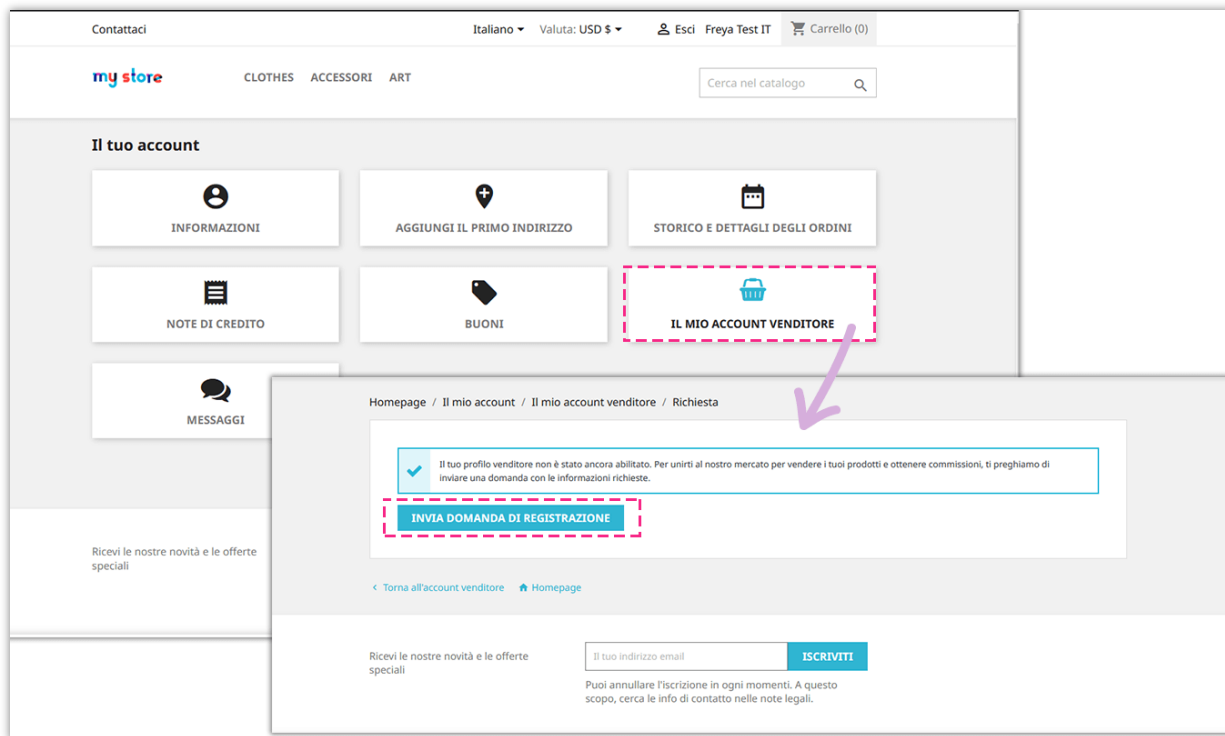 Contattaci
Italiano
Valuta: USD $
Esci
Freya Test IT
Carrello (0)
my store
CLOTHES ACCESSORI ART
Cerca nel catalogo
Il tuo account
INFORMAZIONI
AGGIUNGI IL PRIMO INDIRIZZO
STORICO E DETTAGLI DEGLI ORDINI
NOTE DI CREDITO
BUONI
IL MIO ACCOUNT VENDITORE
MESSAGGI
Ricevi le nostre novità e le offerte
speciali
Homepage / Il mio account / Il mio account venditore / Richiesta
Il tuo profilo venditore non è stato ancora abilitato. Per unirti al nostro mercato per vendere i tuoi prodotti e ottenere commissioni, ti preghiamo di
inviare una domanda con le informazioni richieste.
INVIA DOMANDA DI REGISTRAZIONE
Torna all'account venditore
Homepage
Ricevi le nostre novità e le offerte
speciali
Il tuo indirizzo email
ISCRIVITI
Puoi annullare l'iscrizione in ogni momenti. A questo
scopo, cerca le info di contatto nelle note legali.